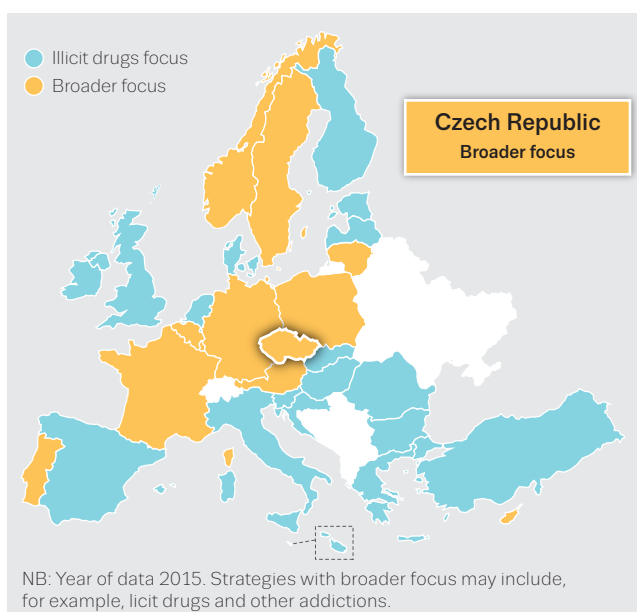 Illicit drugs focus
Broader focus
Czech Republic
Broader focus
NB: Year of data 2015. Strategies with broader focus may include,
for example, licit drugs and other addictions.